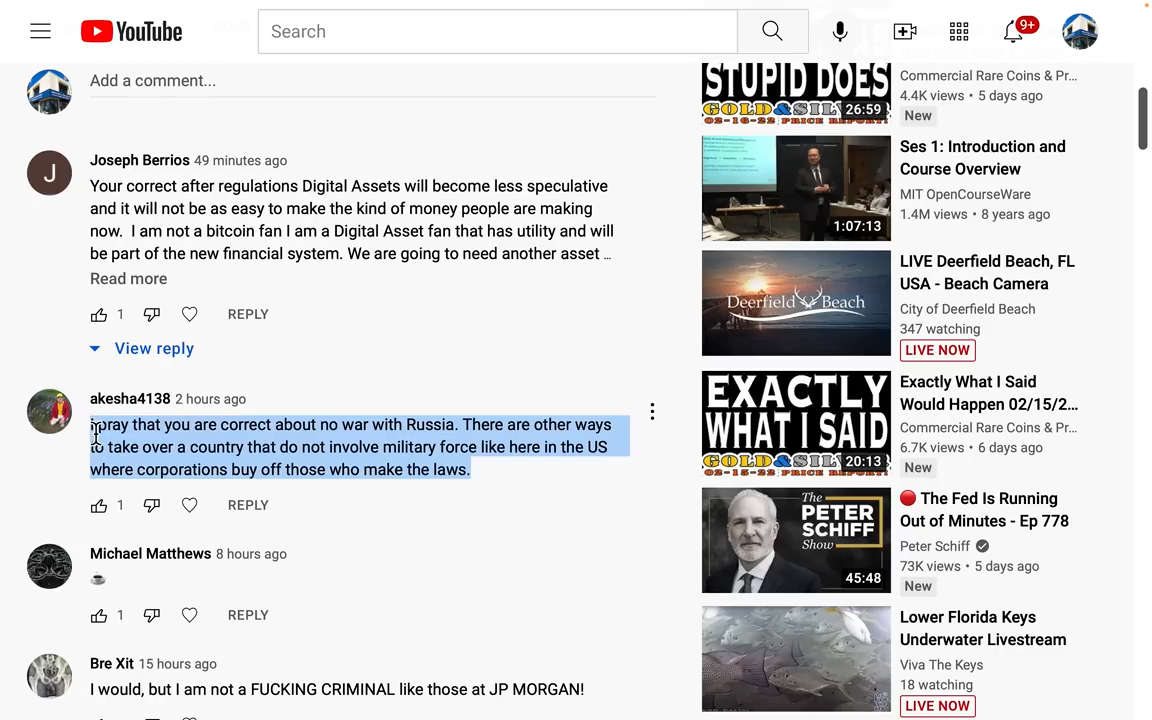 YouTube
Search
9+
Add a comment...
Joseph Berrios 49 minutes ago
Your correct after regulations Digital Assets will become less speculative
and it will not be as easy to make the kind of money people are making
now. I am not a bitcoin fan I am a Digital Asset fan that has utility and will
be part of the new financial system. We are going to need another asset ...
Read more
1 REPLY
View reply
akesha4138 2 hours ago
i pray that you are correct about no war with Russia. There are other ways
to take over a country that do not involve military force like here in the US
where corporations buy off those who make the laws.
1 REPLY
Michael Matthews 8 hours ago
1 REPLY
Bre Xit 15 hours ago
I would, but I am not a FUCKING CRIMINAL like those at JP MORGAN!
STUPID DOES
GOLD&SILVER
02-16-22 PRICE REPORT!
26:59
Commercial Rare Coins & Pr...
4.4K views • 5 days ago
New
1:07:13
Ses 1: Introduction and
Course Overview
MIT OpenCourseWare
1.4M views • 8 years ago
Deerfield Beach
LIVE Deerfield Beach, FL
USA - Beach Camera
City of Deerfield Beach
347 watching
LIVE NOW
EXACTLY
WHAT I SAID
GOLD&SILVER
02-15-22 PRICE REPORT!
20:13
Exactly What I Said
Would Happen 02/15/2...
Commercial Rare Coins & Pr...
6.7K views • 6 days ago
New
The
PETER
SCHIFF
Show
45:48
The Fed Is Running
Out of Minutes - Ep 778
Peter Schiff
73K views • 5 days ago
New
Lower Florida Keys
Underwater Livestream
Viva The Keys
18 watching
LIVE NOW